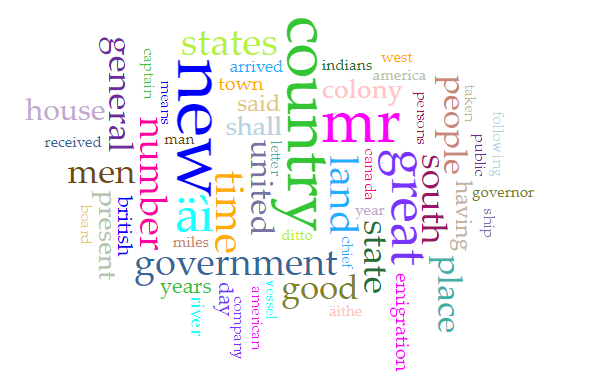 country
new
mr
great
government
äì
time
number
land
people
men
general
states
south
good
state
united
place
house
colony
shall
said
present
years
day
town
british
having
emigration
indians
west
america
arrived
captain
means
man
received
board
miles
river
company
american
vessel
ditto
letter
canada
year
chief
persons
taken
following
public
governor
ship
äìthe